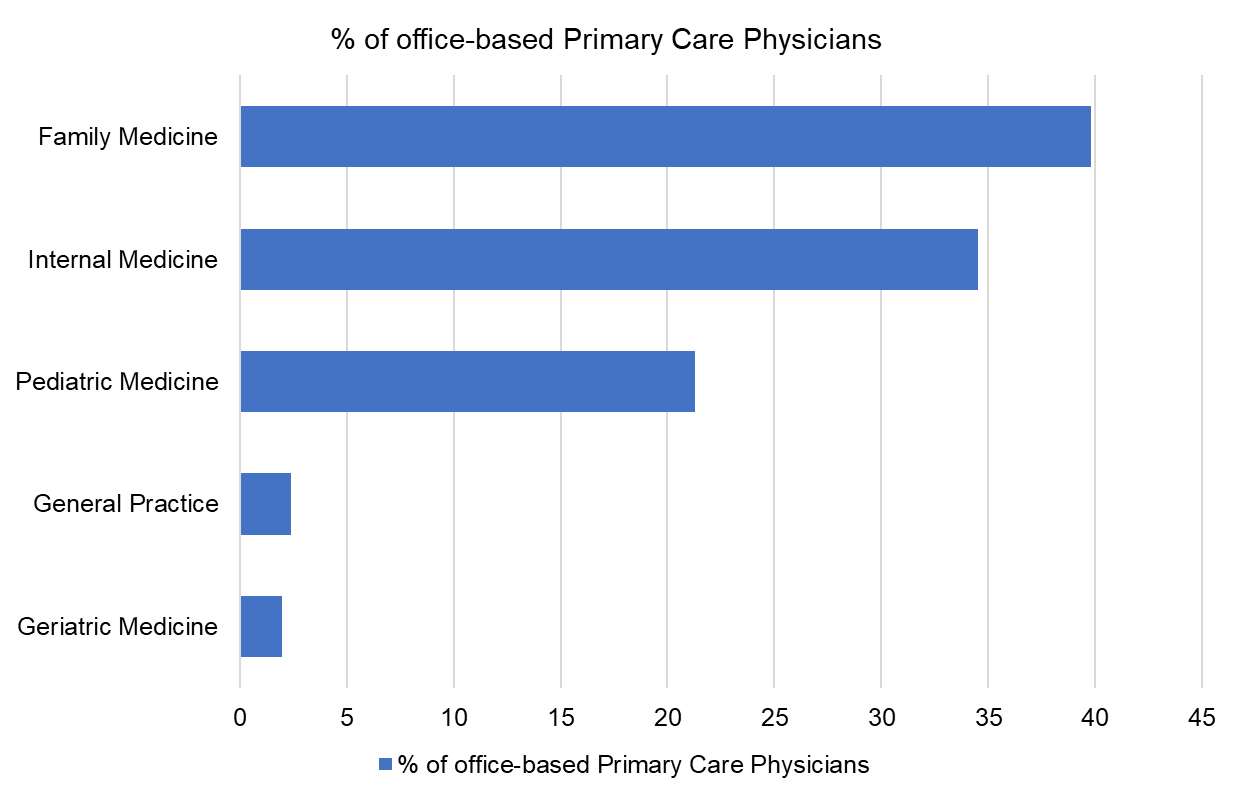 % of office-based Primary Care Physicians
Family Medicine
Internal Medicine
Pediatric Medicine
General Practice
Geriatric Medicine
0 5 10 15 20 25 30 35 40 45
% of office-based Primary Care Physicians